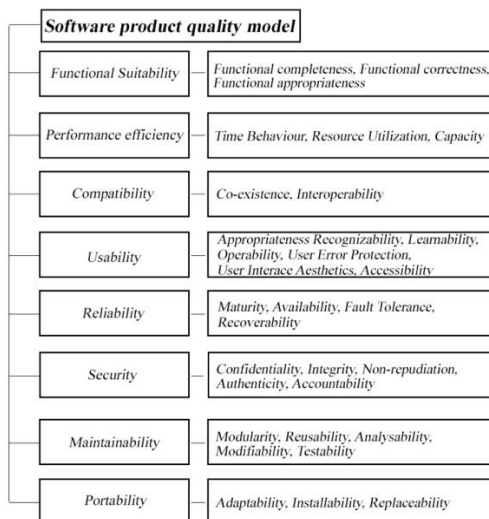 Software product quality model
Functional Suitability
Functional completeness, Functional correctness,
Functional appropriateness
Performance efficiency
Time Behaviour, Resource Utilization, Capacity
Compatibility
Co-existence, Interoperability
Usability
Appropriateness Recognizability, Learnability,
Operability, User Error Protection,
User Interace Aesthetics, Accessibility
Reliability
Maturity, Availability, Fault Tolerance,
Recoverability
Security
Confidentiality, Integrity, Non-repudiation,
Authenticity, Accountability
Maintainability
Modularity, Reusability, Analysability,
Modifiability, Testability
Portability
Adaptability, Installability, Replaceability